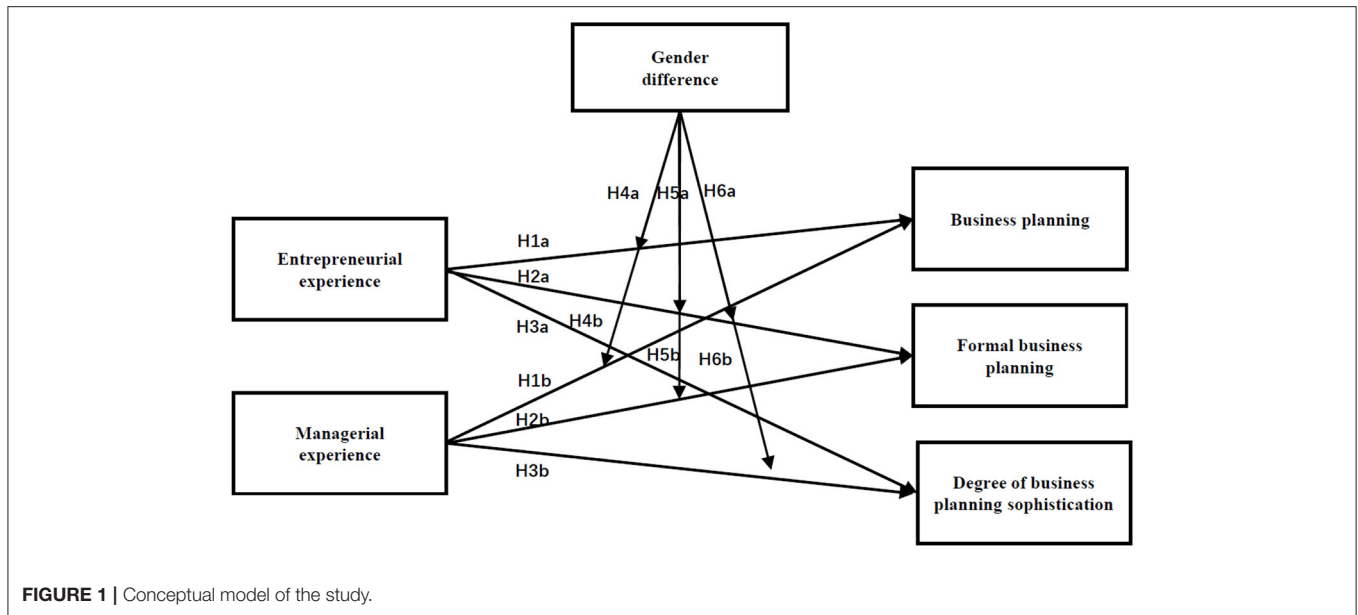 Gender
difference
H4a
H5a
H6a
Business planning
Entrepreneurial
experience
H1a
H2a
H3a
H4b
H5b
H6b
Formal business
planning
H1b
Managerial
experience
H2b
H3b
Degree of business
planning sophistication
FIGURE 1 | Conceptual model of the study.